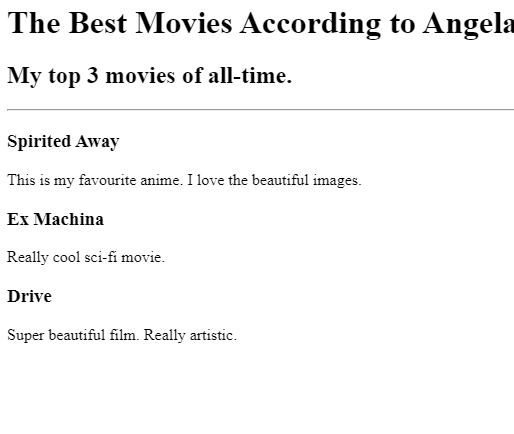 The Best Movies According to Angela
My top 3 movies of all-time.
Spirited Away
This is my favourite anime. I love the beautiful images.
Ex Machina
Really cool sci-fi movie.
Drive
Super beautiful film. Really artistic.